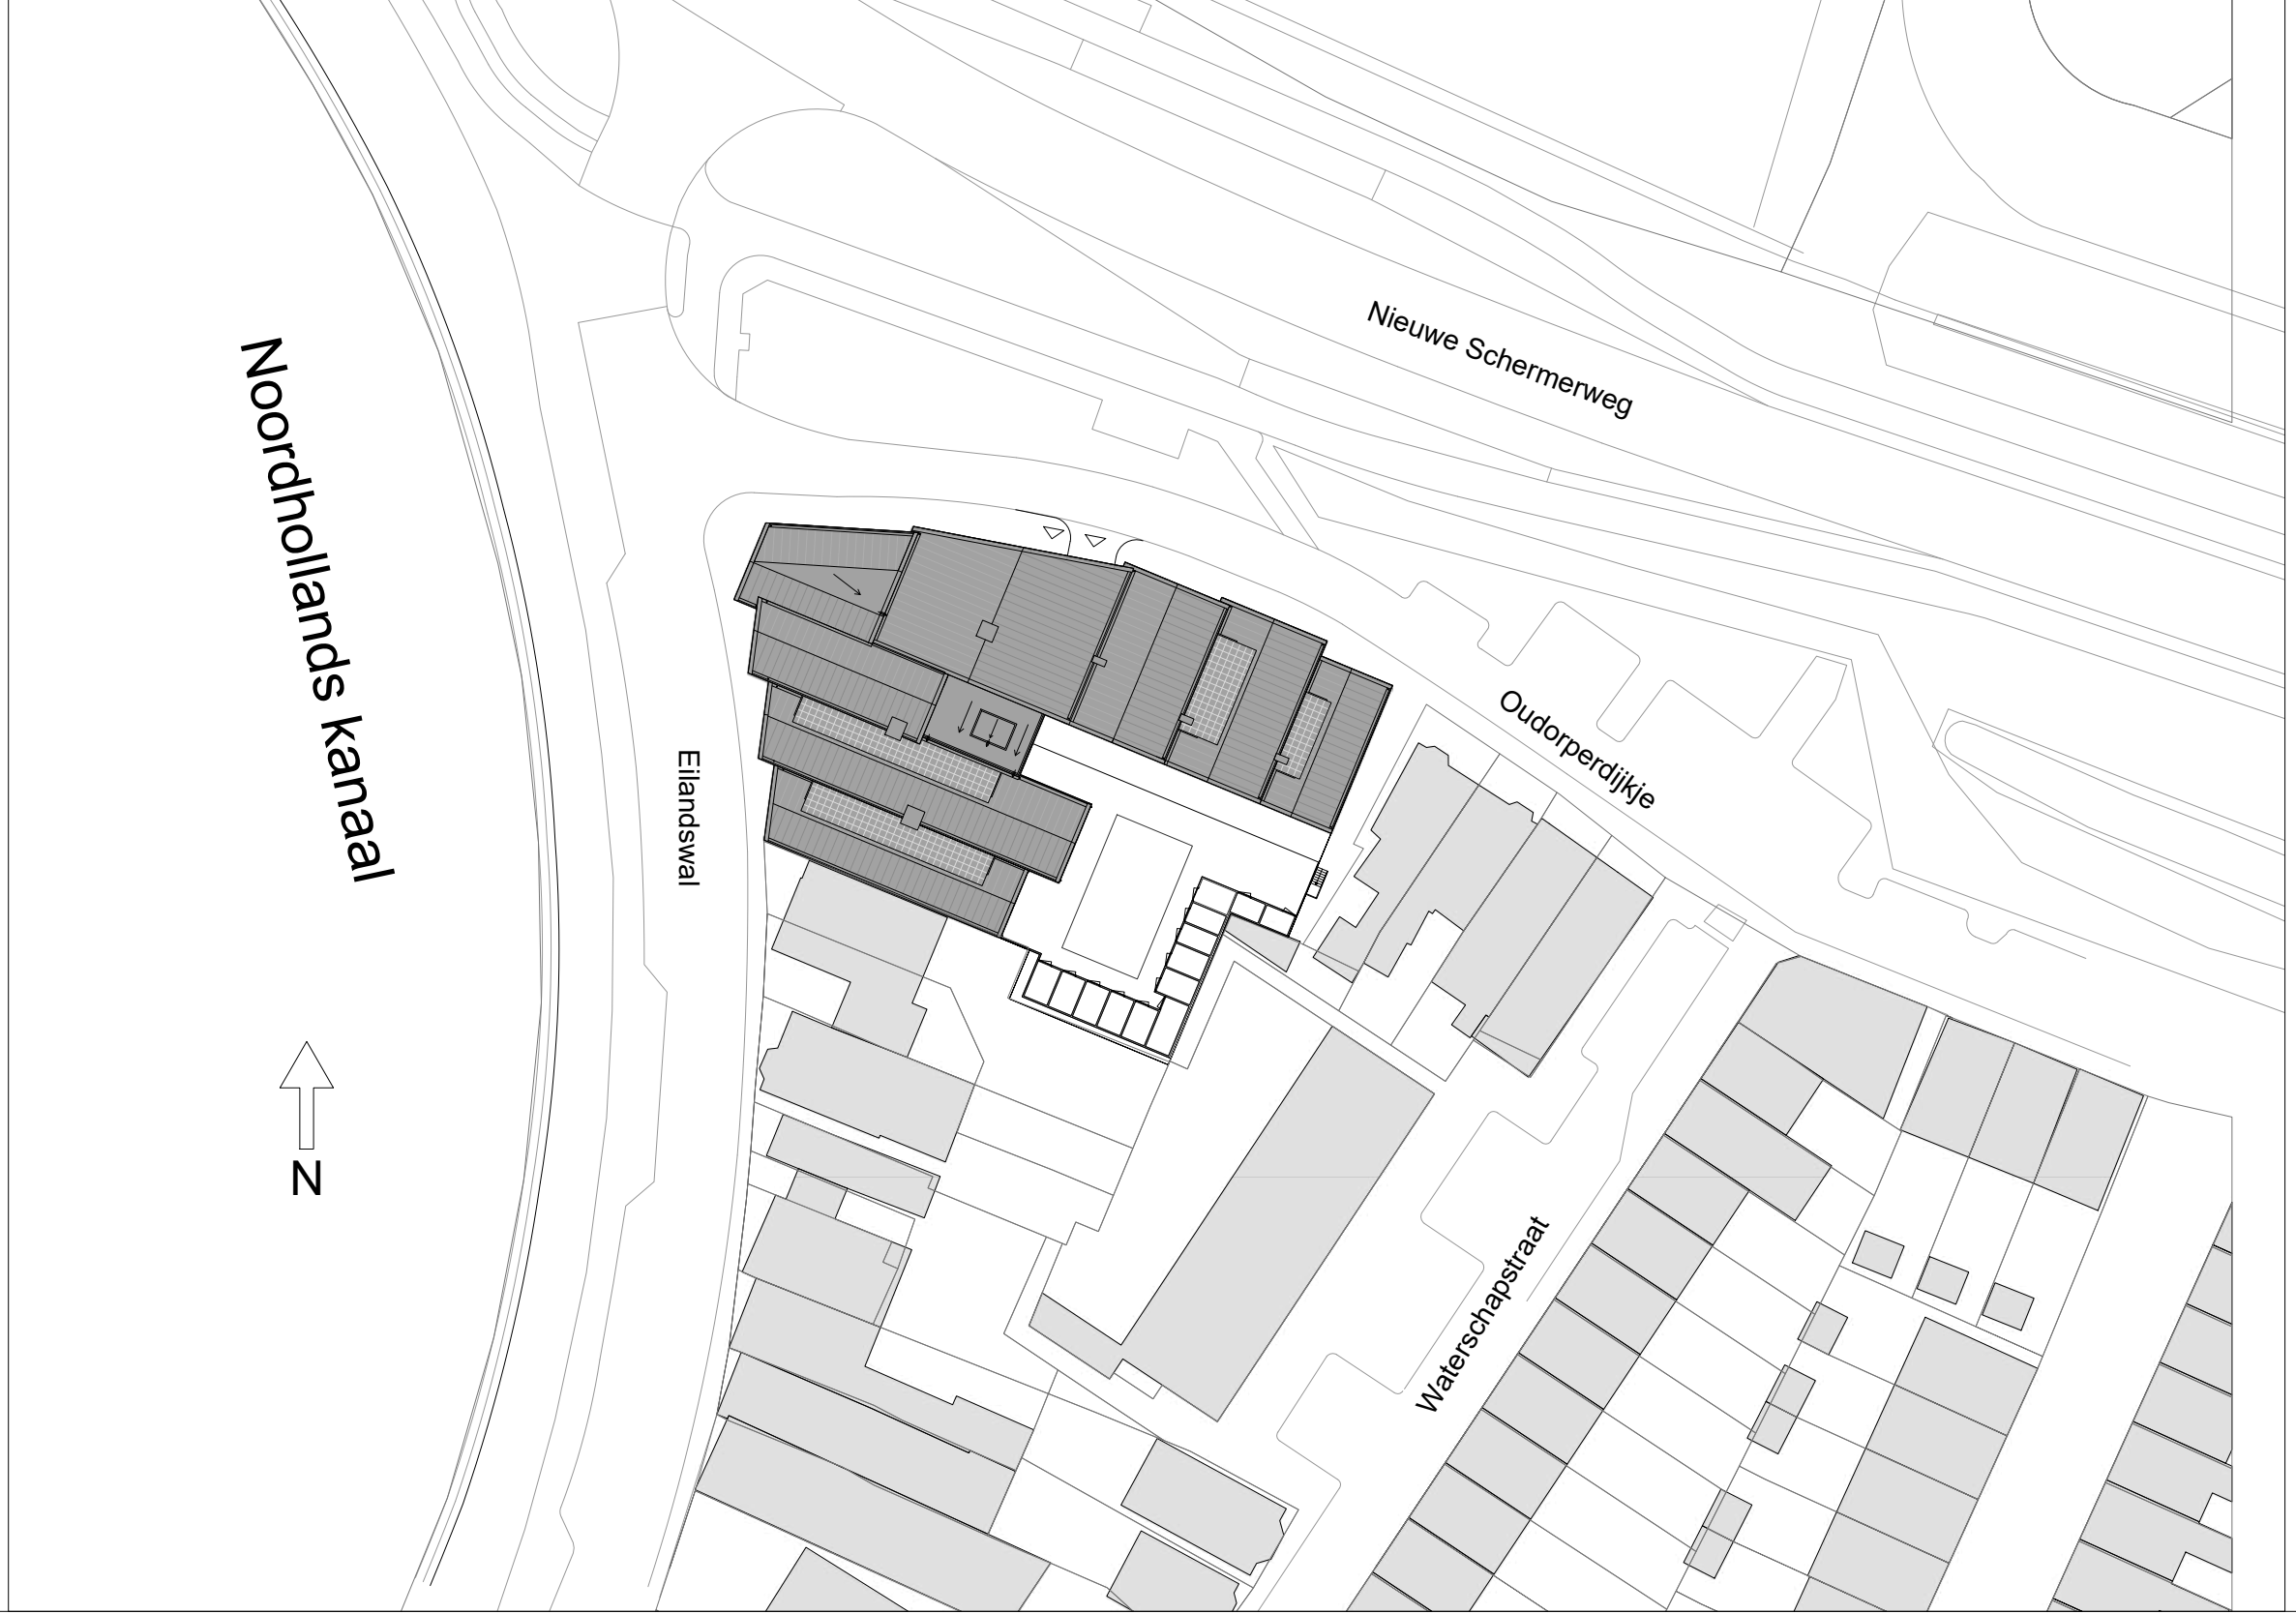 Nieuwe Schermerweg
Noordhollands kanaal
Oudorperdijkje
Eilandswal
N
Waterschapstraat